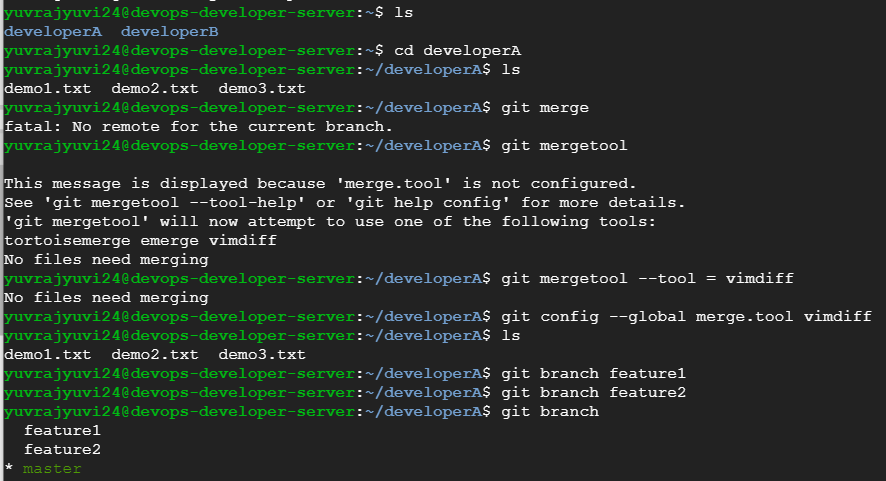 yuvrajyuvi24@devops-developer-server:~$ ls
developerA  developerB
yuvrajyuvi24@devops-developer-server:~$ cd developerA
yuvrajyuvi24@devops-developer-server:~/developerA$ ls
demo1.txt  demo2.txt  demo3.txt
yuvrajyuvi24@devops-developer-server:~/developerA$ git merge
fatal: No remote for the current branch.
yuvrajyuvi24@devops-developer-server:~/developerA$ git mergetool
This message is displayed because 'merge.tool' is not configured.
See 'git mergetool --tool-help' or 'git help config' for more details.
'git mergetool' will now attempt to use one of the following tools:
tortoisemerge emerge vimdiff
No files need merging
yuvrajyuvi24@devops-developer-server:~/developerA$ git mergetool --tool = vimdiff
No files need merging
yuvrajyuvi24@devops-developer-server:~/developerA$ git config --global merge.tool vimdiff
yuvrajyuvi24@devops-developer-server:~/developerA$ ls
demo1.txt  demo2.txt  demo3.txt
yuvrajyuvi24@devops-developer-server:~/developerA$ git branch feature1
yuvrajyuvi24@devops-developer-server:~/developerA$ git branch feature2
yuvrajyuvi24@devops-developer-server:~/developerA$ git branch
  feature1
  feature2
* master